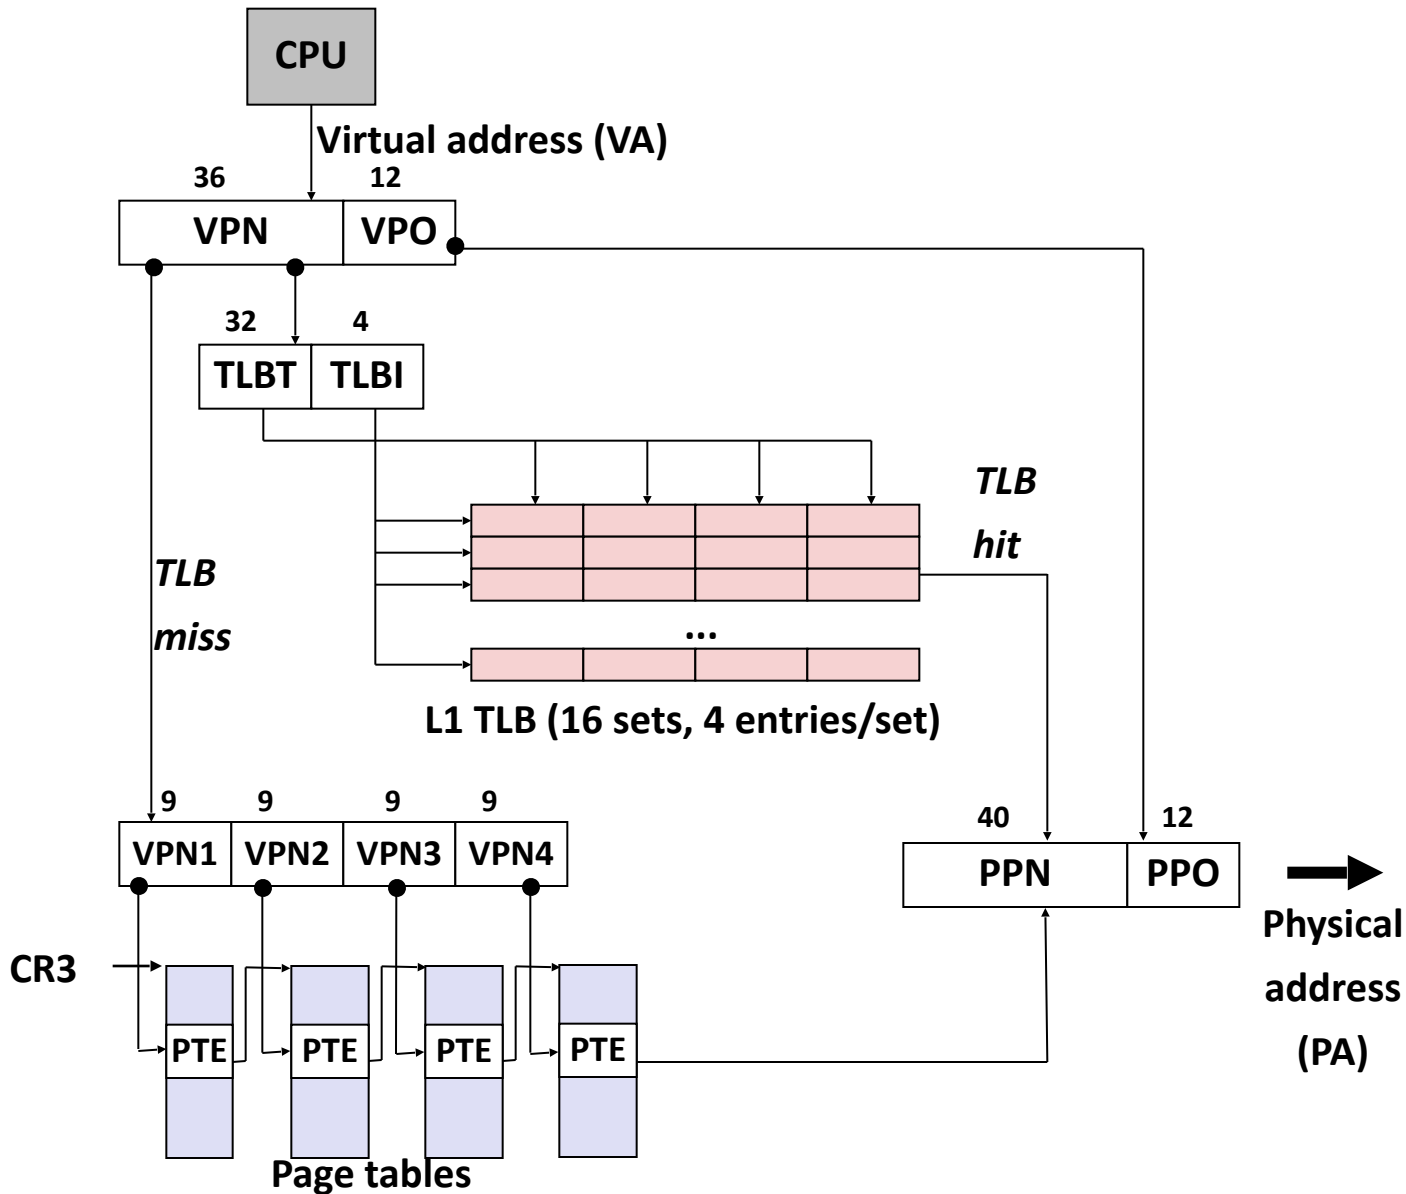 CPU
Virtual address (VA)
36 12
VPN VPO
32 4
TLBT TLBI
TLB
hit
TLB
miss
...
L1 TLB (16 sets, 4 entries/set)
9 9 9 9
VPN1 VPN2 VPN3 VPN4
40 12
PPN PPO
Physical
address
(PA)
CR3
PTE PTE PTE PTE
Page tables